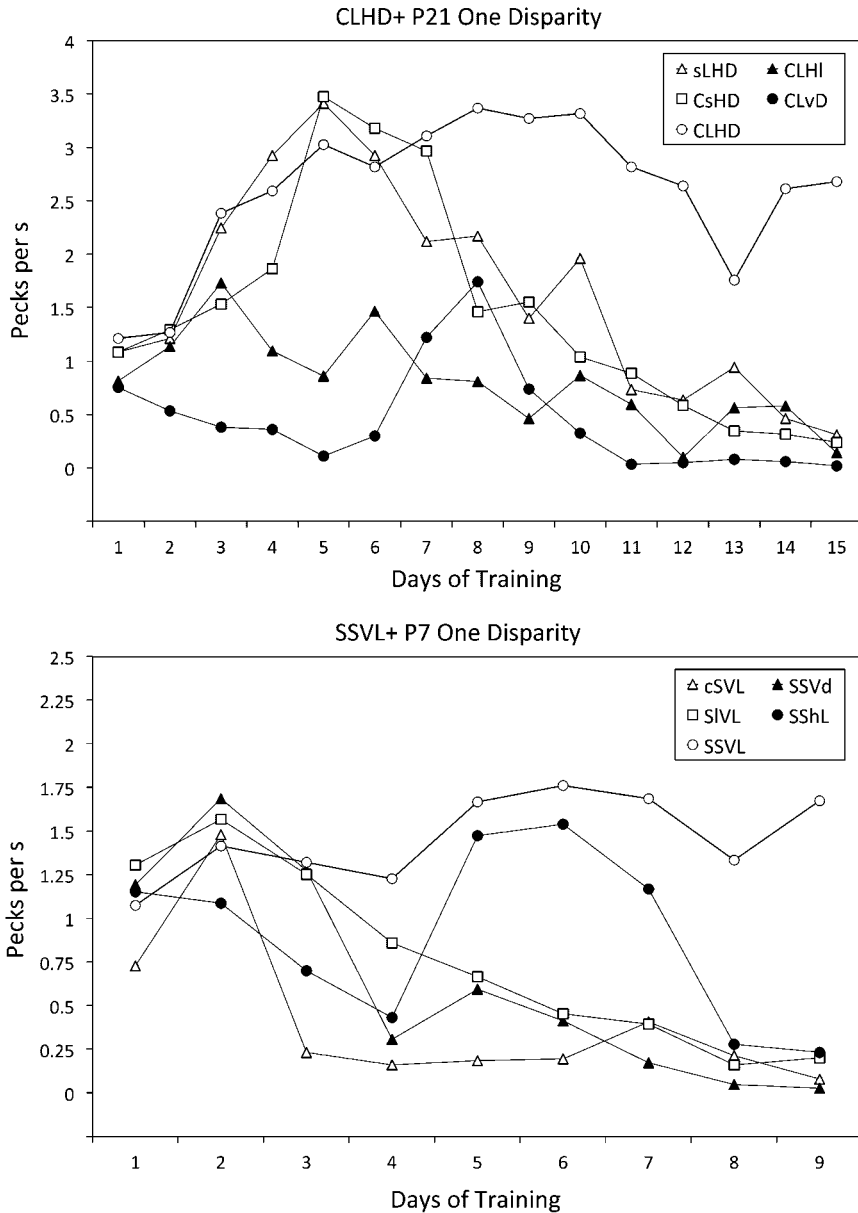 CLHD+ P21 One Disparity
4
3.5
3
2.5
2
1.5
1
0.5
0
Pecks per s
sLHD CLHl
CsHD CLvD
CLHD
1 2 3 4 5 6 7 8 9 10 11 12 13 14 15
Days of Training
SSVL+ P7 One Disparity
2.5
2.25
2
1.75
1.5
1.25
1
0.75
0.5
0.25
0
Pecks per s
cSVL SSVd
SlVL SShL
SSVL
1 2 3 4 5 6 7 8 9
Days of Training